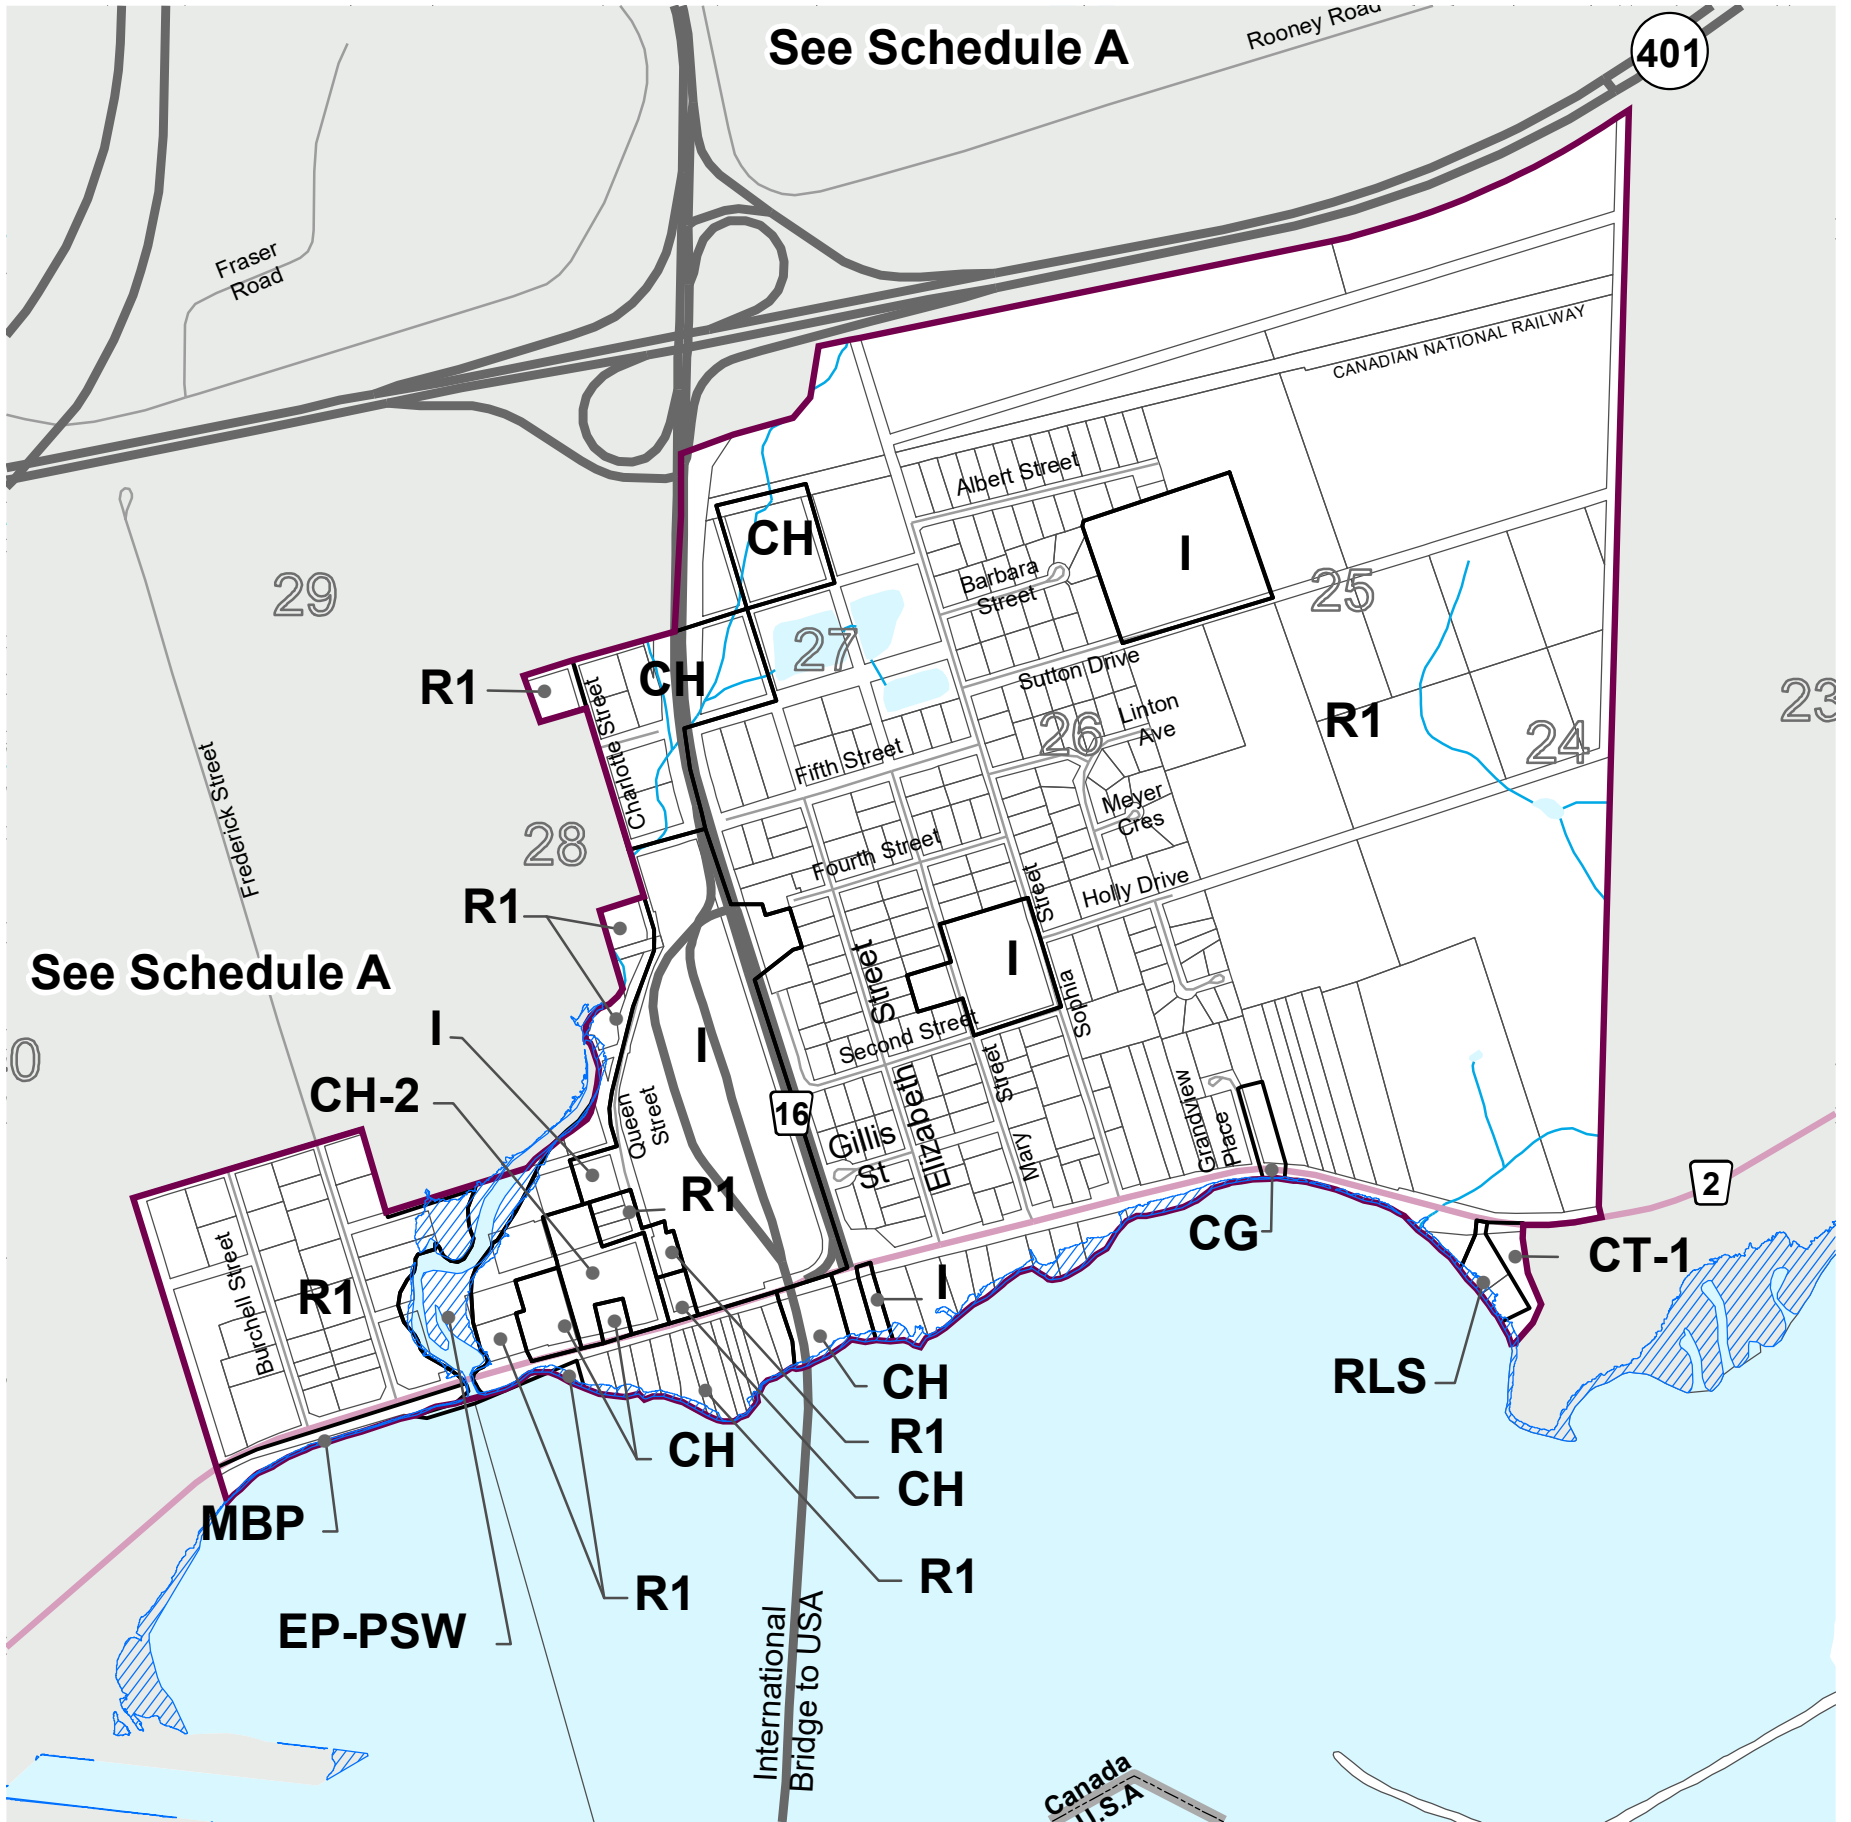 See Schedule A
Rooney Road
401
Fraser
Road
CANADIAN NATIONAL RAILWAY
Albert Street
CH
I
29
Barbara
Street
25
27
R1
CH
Sutton Drive
Charlotte Street
Linton
Ave
26
R1
24
23
Fifth Street
Frederick Street
Meyer
Cres
28
Fourth Street
Holly Drive
Street
R1
See Schedule A
I
Street
Sophia
Second Street
I
I
0
CH-2
Queen
Street
16
Gillis
St
Elizabeth
Street
Mary
Grandview
Place
R1
2
CG
CT-1
Burchell Street
R1
I
RLS
CH
R1
CH
CH
MBP
R1
R1
EP-PSW
International
Bridge to USA
Canada
U.S.A